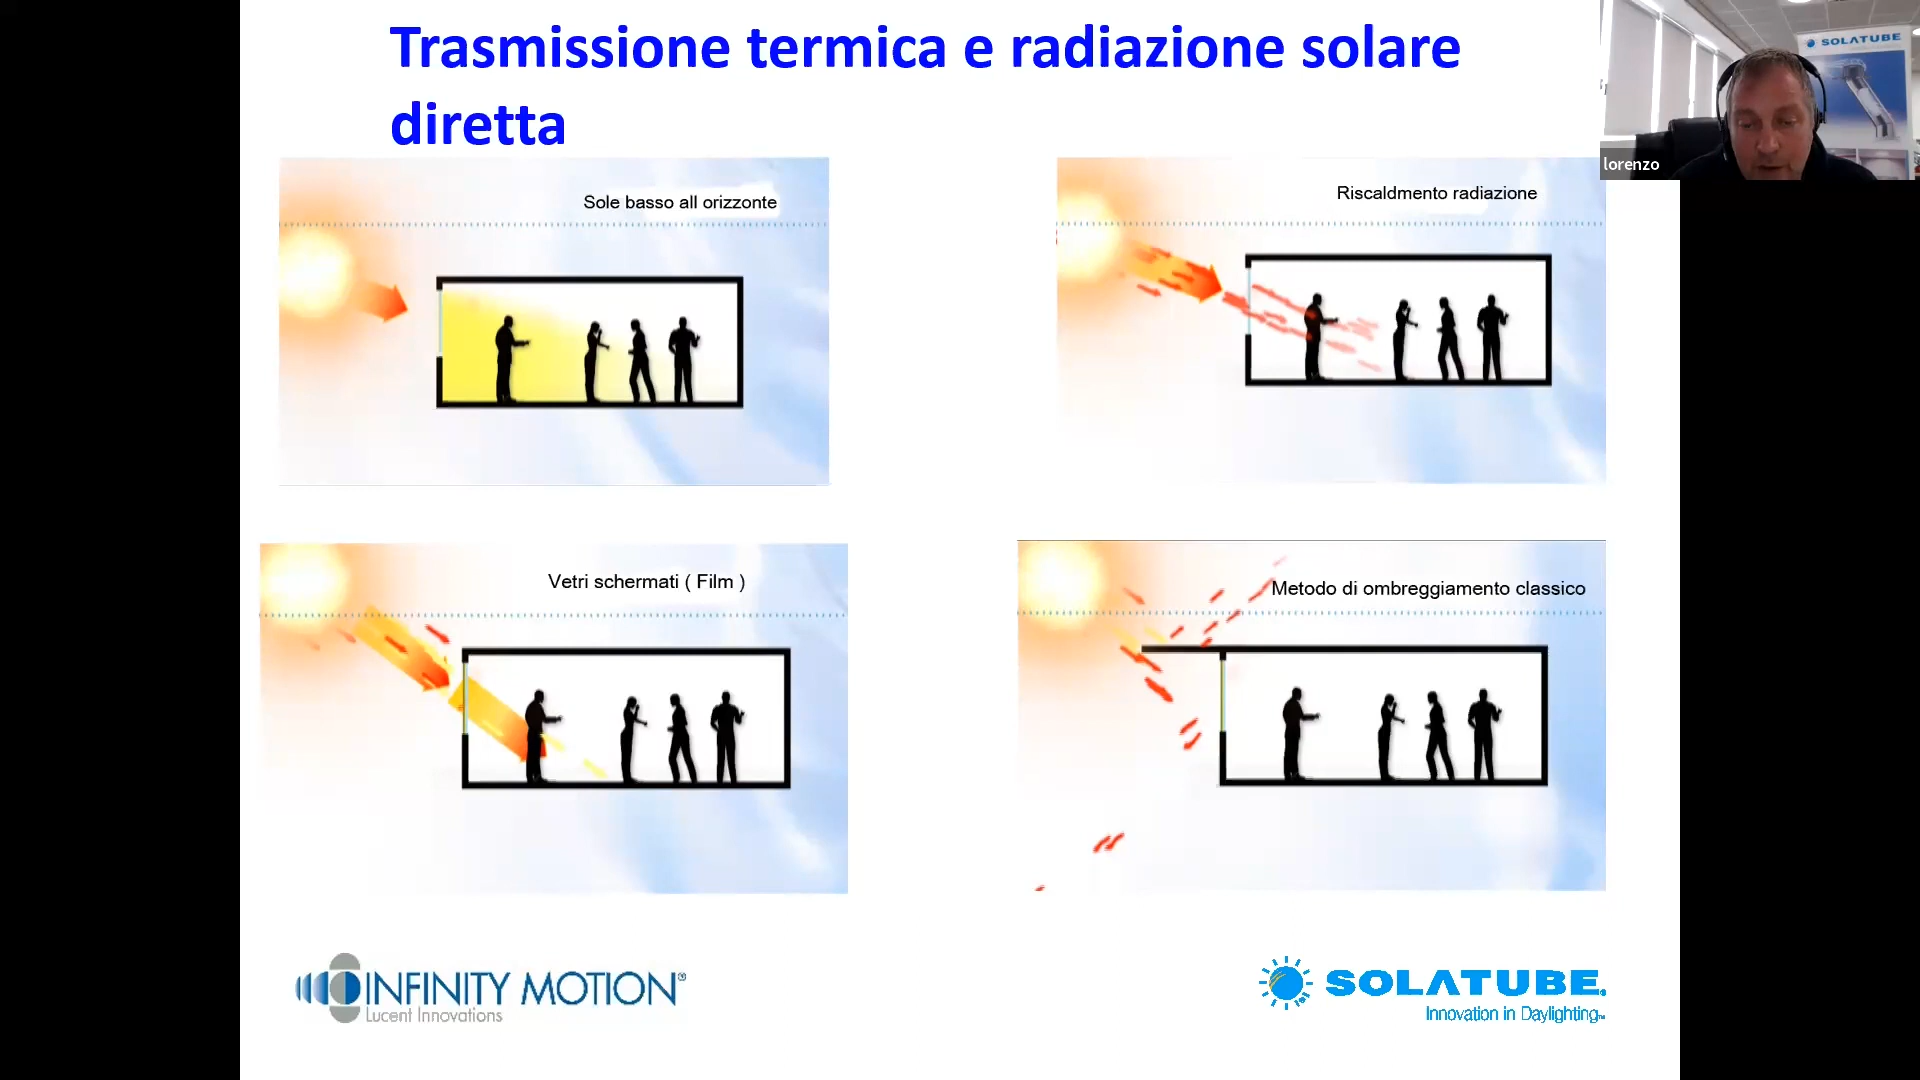 Trasmissione termica e radiazione solare
diretta
SOLATUBE
lorenzo
Sole basso all orizzonte
Riscaldmento radiazione
Vetri schermati ( Film )
Metodo di ombreggiamento classico
INFINITY MOTION®
Lucent Innovations
SOLATUBE®
Innovation in Daylighting™